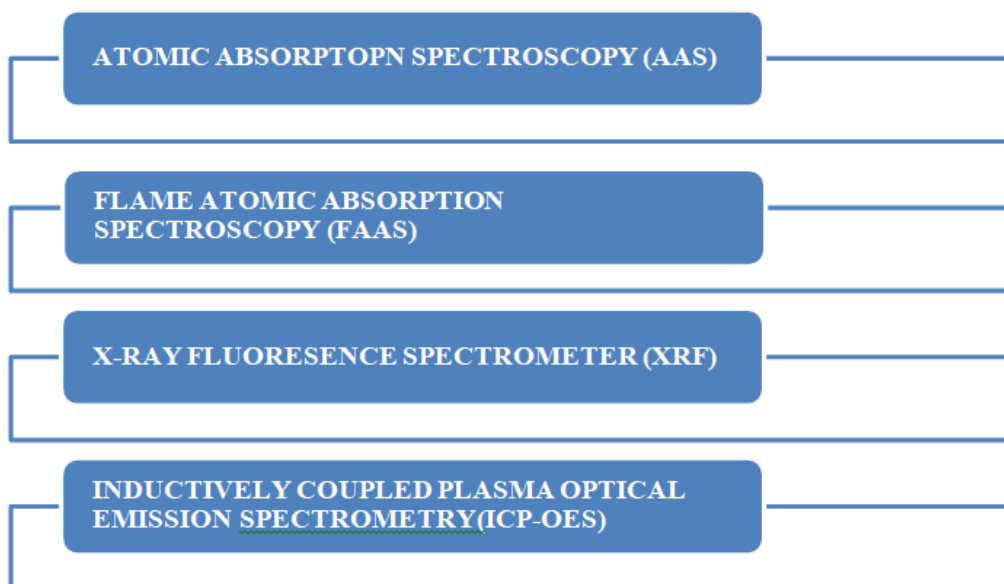 ATOMIC ABSORPTOPN SPECTROSCOPY (AAS)
FLAME ATOMIC ABSORPTION
SPECTROSCOPY (FAAS)
X-RAY FLUORESENCE SPECTROMETER (XRF)
INDUCTIVELY COUPLED PLASMA OPTICAL
EMISSION SPECTROMETRY(ICP-OES)